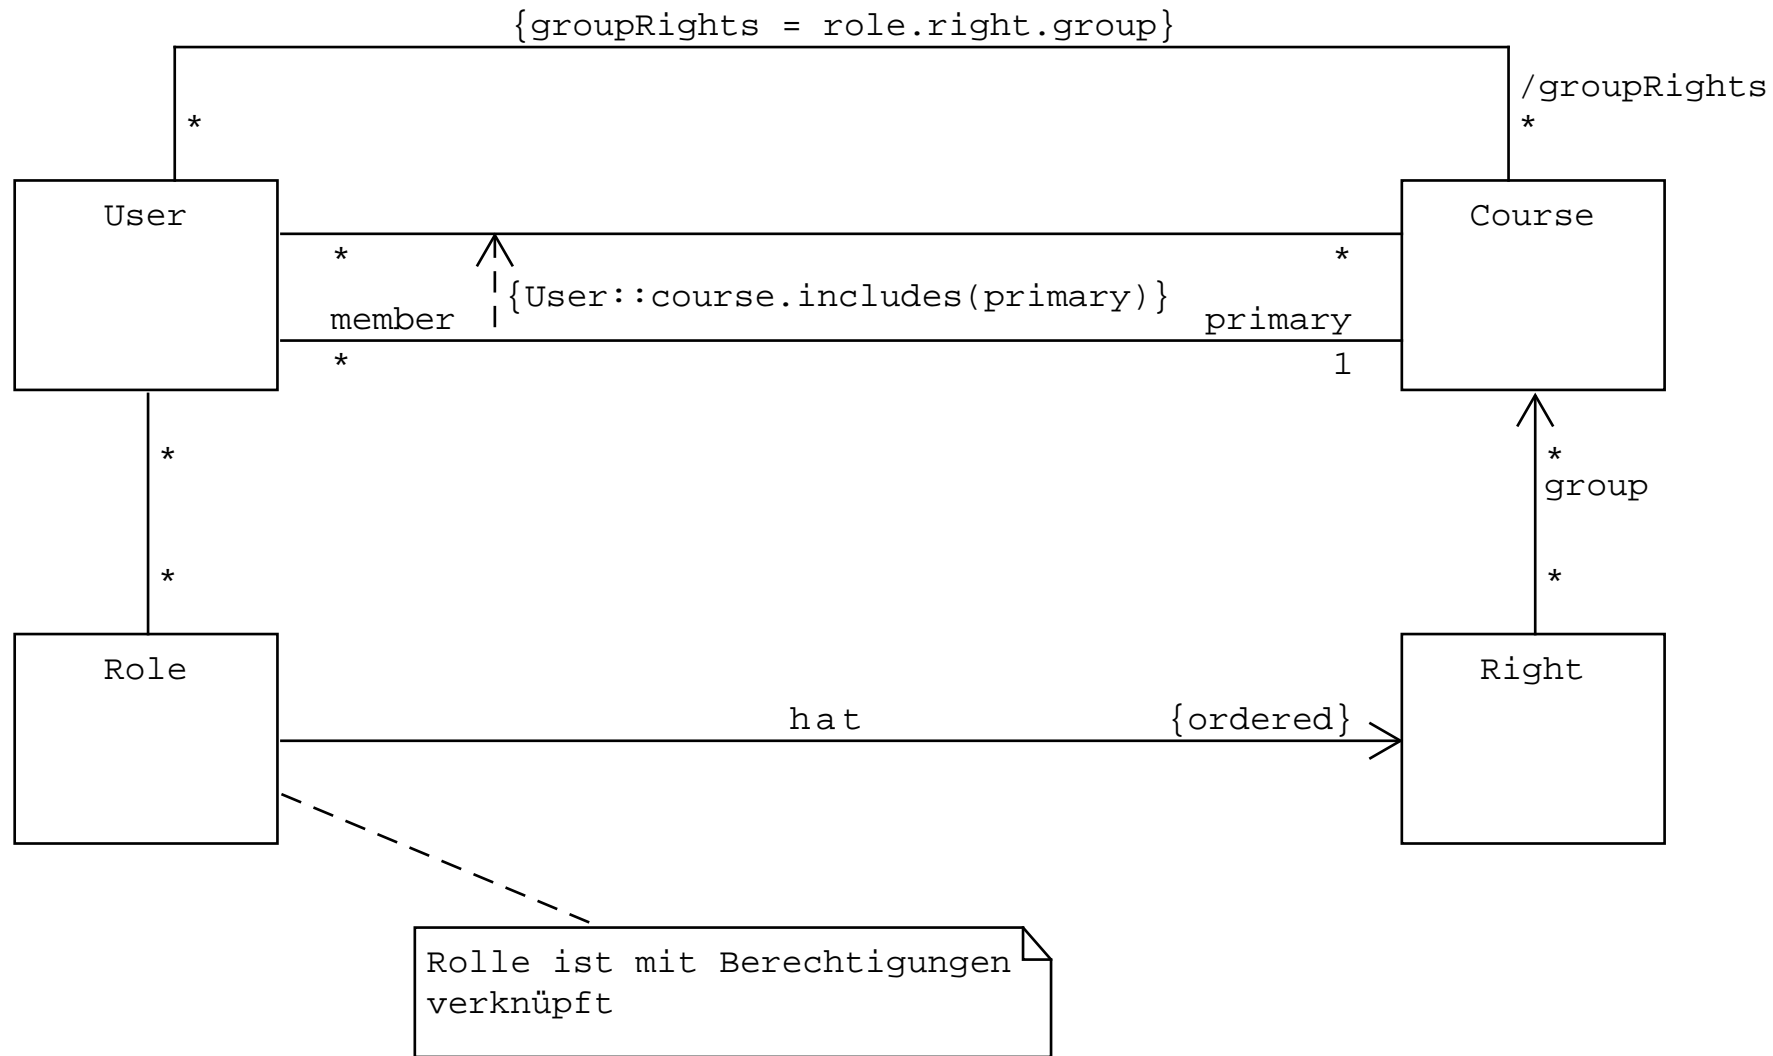 {groupRights = role.right.group}
/groupRights
*
*
User
Course
*
*
{User::course.includes(primary)}
member
primary
*
1
*
*
group
*
*
Role
Right
hat
{ordered}
Rolle ist mit Berechtigungen
verknüpft